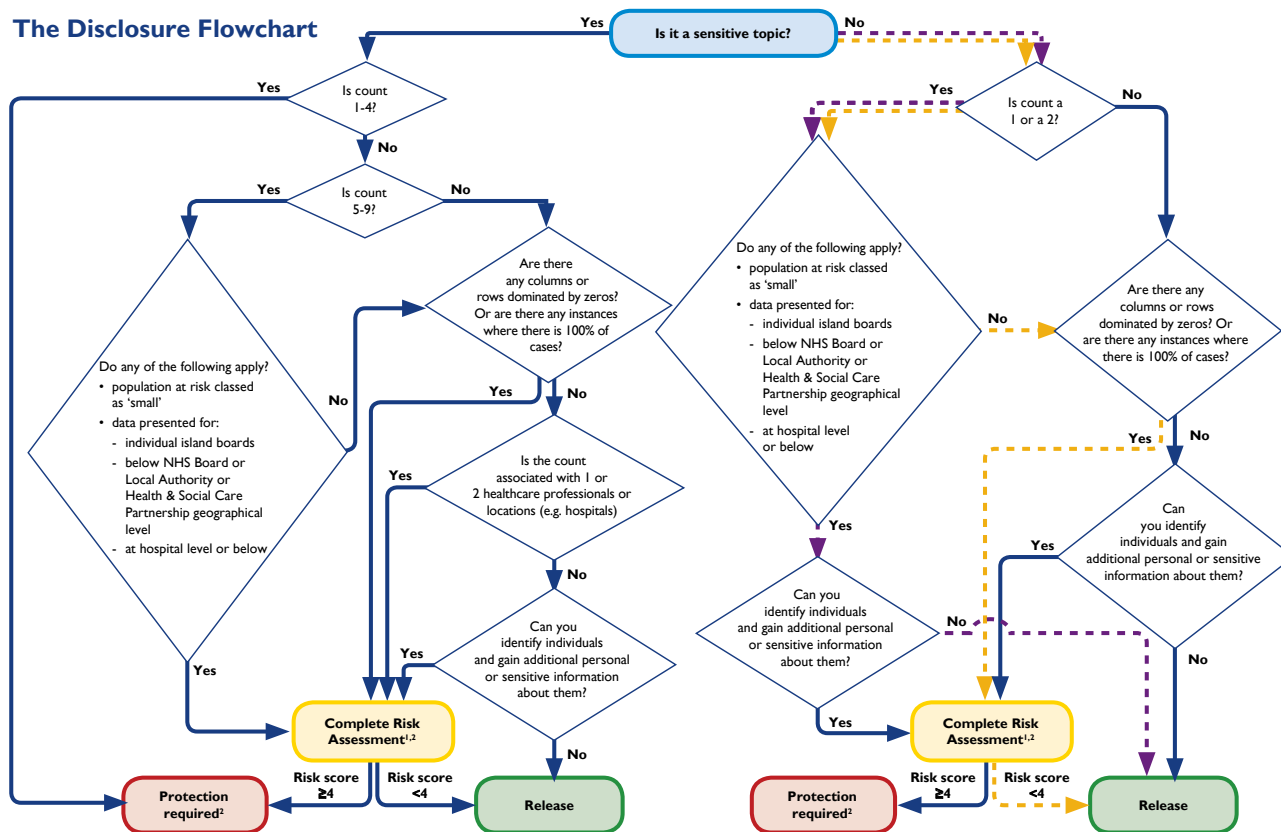 The Disclosure Flowchart
Yes
Is it a sensitive topic?
No
Yes
Is count
1-4?
No
Yes
Is count
5-9?
No
Do any of the following apply?
• population at risk classed
as ‘small’
• data presented for:
- individual island boards
- below NHS Board or
Local Authority or
Health & Social Care
Partnership geographical
level
- at hospital level or below
No
Yes
Are there
any columns or
rows dominated by zeros?
Or are there any instances
where there is 100% of
cases?
Yes
No
Is the count
associated with 1 or
2 healthcare professionals or
locations (e.g. hospitals)
Yes
No
Can you
identify individuals
and gain additional personal
or sensitive information
about them?
Yes
No
Complete Risk
Assessment1,2
Risk score
≧4
Risk score
<4
Protection
required2
Release
Yes
Is count a
1 or a 2?
No
Do any of the following apply?
• population at risk classed
as ‘small’
• data presented for:
- individual island boards
- below NHS Board or
Local Authority or
Health & Social Care
Partnership geographical
level
- at hospital level
or below
No
Yes
Are there any
columns or rows
dominated by zeros? Or
are there any instances where
there is 100% of cases?
Yes
No
Can
you identify
individuals and gain
additional personal or sensitive
information about them?
Yes
No
Can you
identify individuals
and gain additional personal
or sensitive information
about them?
No
Yes
Complete Risk
Assessment1,2
Risk score
≧4
Risk score
<4
Protection
required2
Release